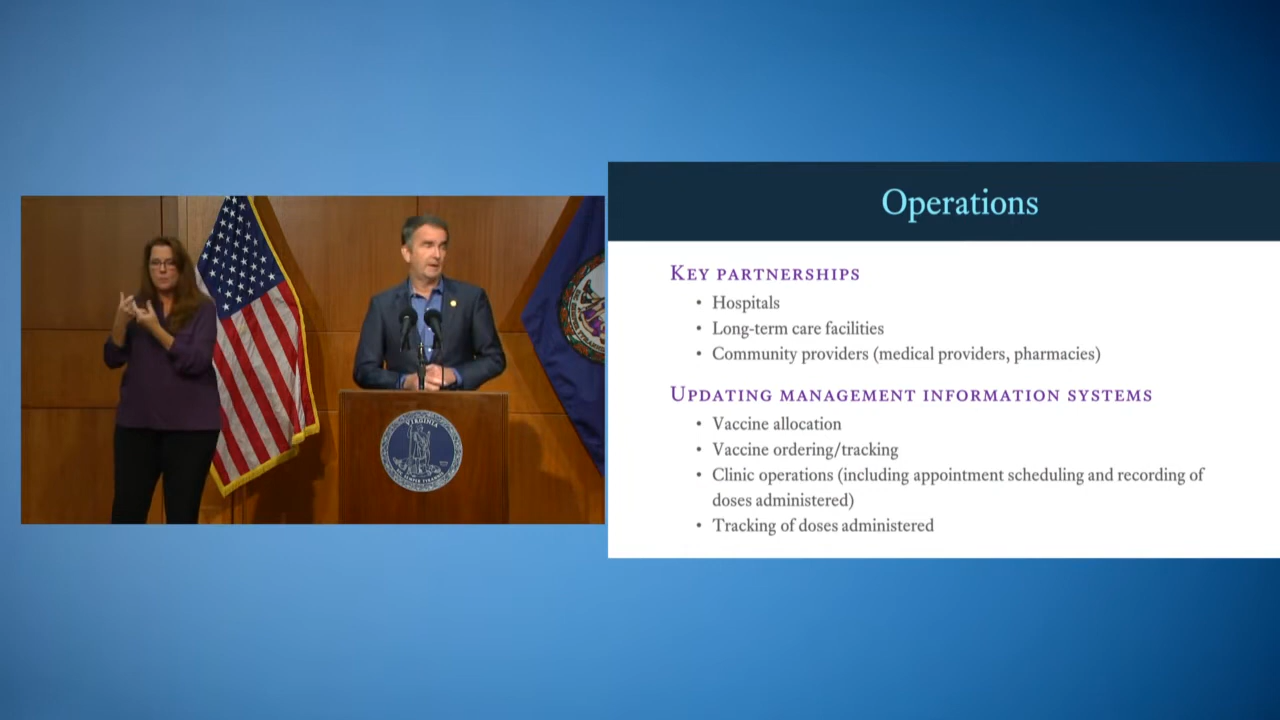 Operations
KEY PARTNERSHIPS
• Hospitals
• Long-term care facilities
• Community providers (medical providers, pharmacies)
UPDATING MANAGEMENT INFORMATION SYSTEMS
• Vaccine allocation
• Vaccine ordering/tracking
• Clinic operations (including appointment scheduling and recording of
doses administered)
• Tracking of doses administered
VIRGINIA